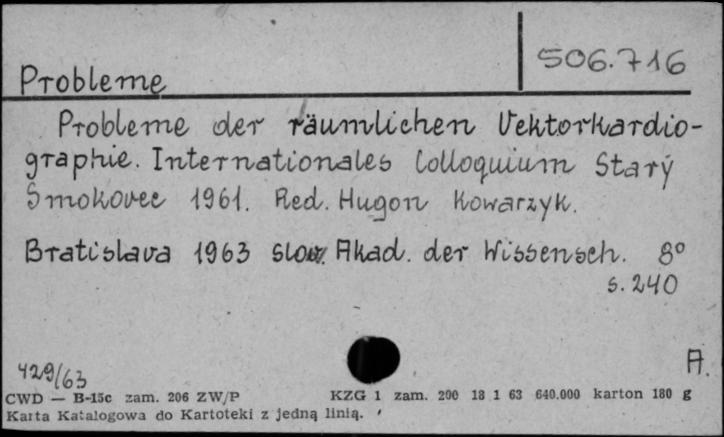 506.716
Probleme
Probleme der räumlichen Vektorkardio-
graphie. Internationales Colloquium Starý
Smokovec 1961. Red. Hugon Kowarzyk.
Bratislava 1963 slow. Akad. der Wissensch. 8°
s. 240
429/63
A.
CWD — B-15c zam. 206 ZW/P KZG 1 zam. 200 18 1 63 640.000 karton 180 g
Karta Katalogowa do Kartoteki z jedną linią.